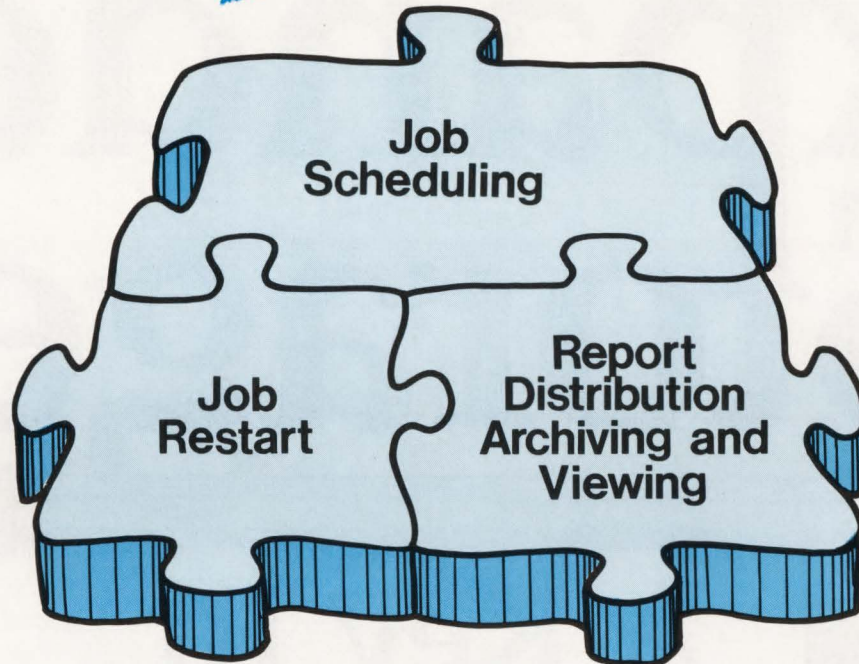 Job
Scheduling
Job
Restart
Report
Distribution
Archiving and
Viewing